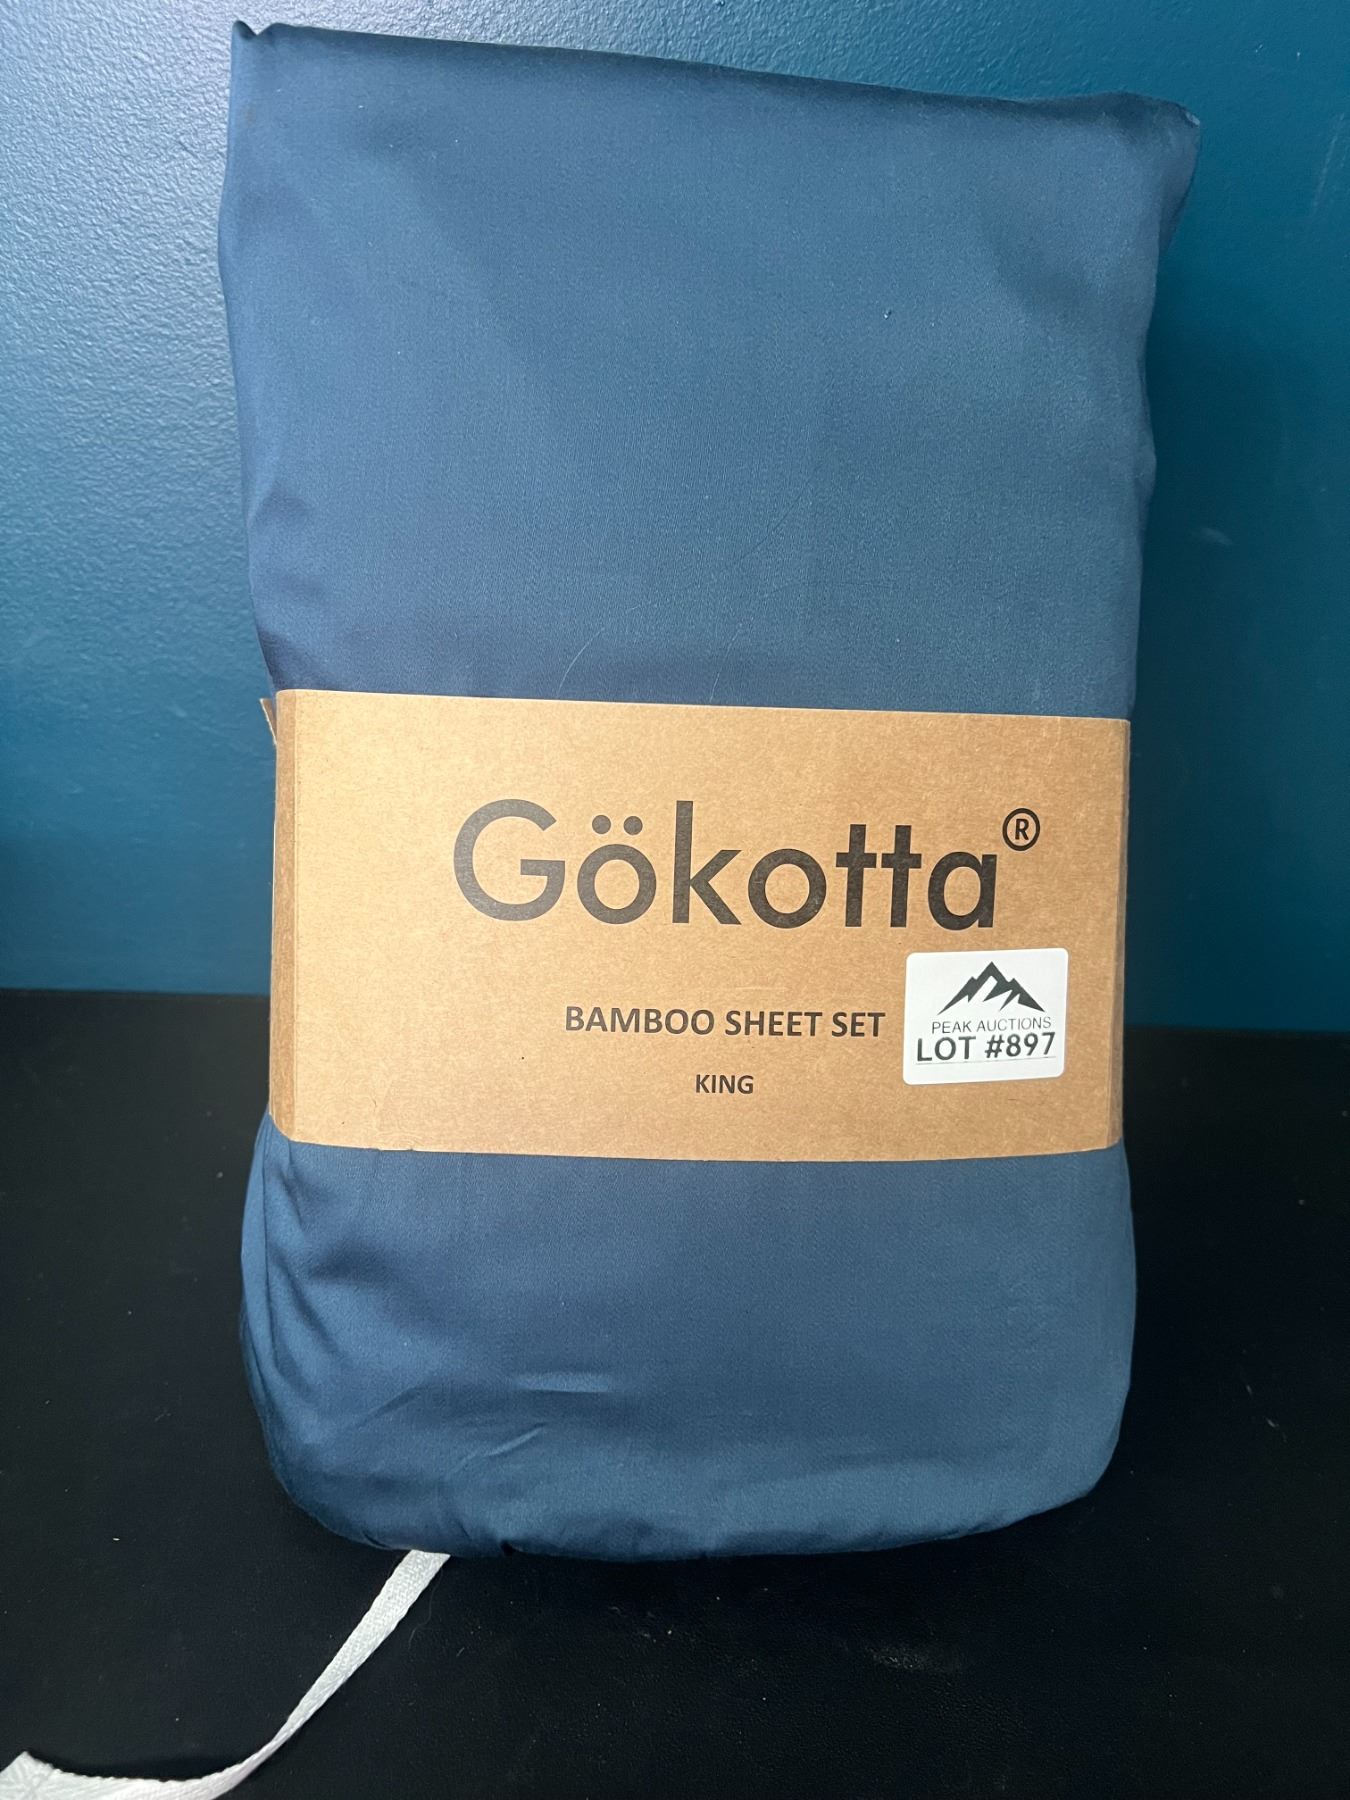 Gökotta®
BAMBOO SHEET SET
KING
PEAK AUCTIONS
LOT #897